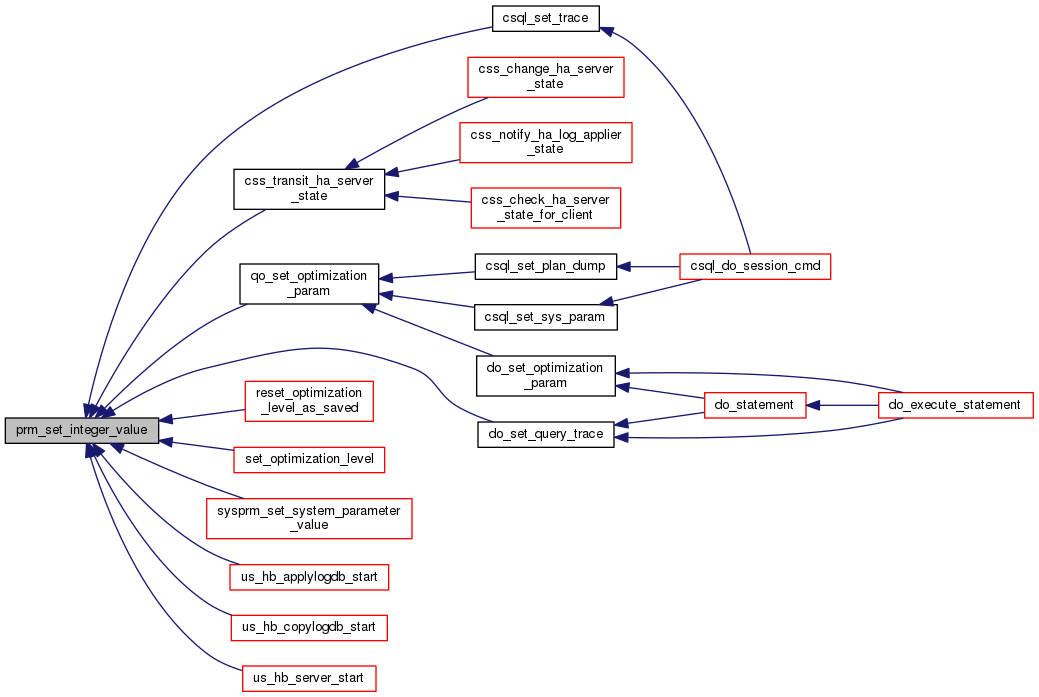 csql_set_trace
css_change_ha_server
_state
css_notify_ha_log_applier
_state
css_transit_ha_server
_state
css_check_ha_server
_state_for_client
qo_set_optimization
_param
csql_set_plan_dump
csql_do_session_cmd
csql_set_sys_param
do_set_optimization
_param
reset_optimization
_level_as_saved
do_statement
do_execute_statement
prm_set_integer_value
do_set_query_trace
set_optimization_level
sysprm_set_system_parameter
_value
us_hb_applylogdb_start
us_hb_copylogdb_start
us_hb_server_start